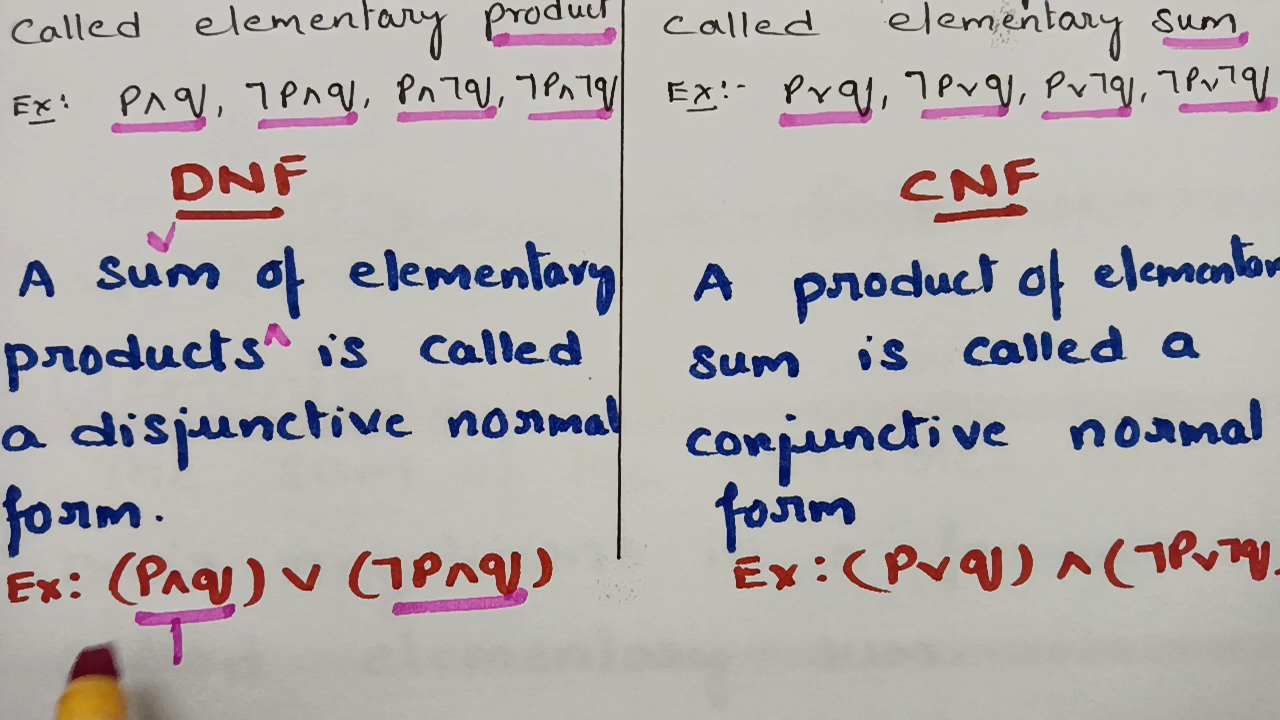 called elementary product
Ex: P∧q, ¬P∧q, P∧¬q, ¬P∧¬q
DNF
A sum of elementary
products ^ is called
a disjunctive normal
form.
Ex: (P∧q) ∨ (¬P∧q)
called elementary sum
Ex:- P∨q, ¬P∨q, P∨¬q, ¬P∨¬q
CNF
A product of elementar
sum is called a
conjunctive normal
form
Ex: (P∨q) ∧ (¬P∨¬q